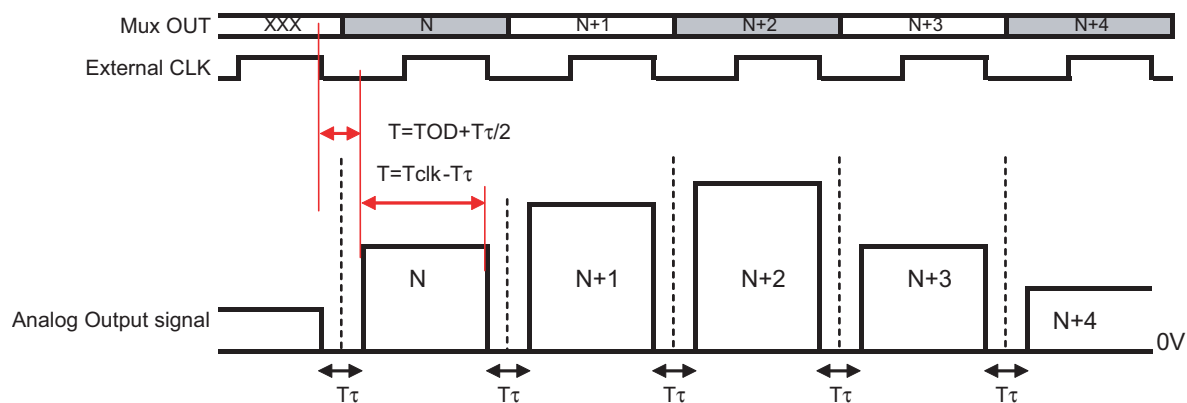 Mux OUT XXX N N+1 N+2 N+3 N+4
External CLK
T=TOD+Tτ/2
T=Tclk-Tτ
N N+1 N+2 N+3 N+4
Analog Output signal 0V
Tτ Tτ Tτ Tτ Tτ